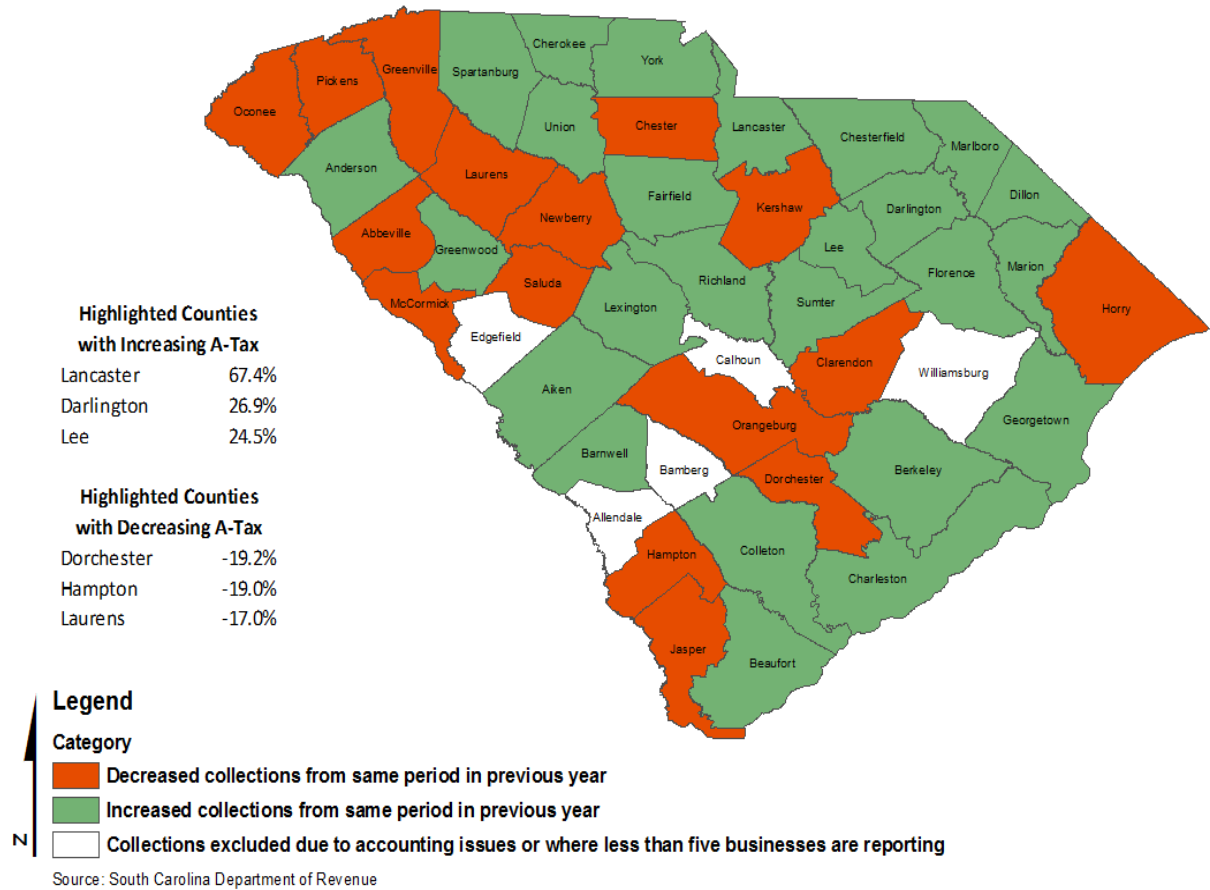 Cherokee
York
Greenville
Spartanburg
Pickens
Oconee
Union
Chester
Lancaster
Chesterfield
Marlboro
Anderson
Laurens
Fairfield
Kershaw
Darlington
Dillon
Newberry
Abbeville
Greenwood
Lee
Florence
Marion
Richland
Saluda
McCormick
Lexington
Sumter
Horry
Edgefield
Calhoun
Clarendon
Williamsburg
Aiken
Orangeburg
Georgetown
Barnwell
Bamberg
Dorchester
Berkeley
Allendale
Hampton
Colleton
Charleston
Jasper
Beaufort
Highlighted Counties
with Increasing A-Tax
Lancaster 67.4%
Darlington 26.9%
Lee 24.5%
Highlighted Counties
with Decreasing A-Tax
Dorchester -19.2%
Hampton -19.0%
Laurens -17.0%
Legend
Category
Decreased collections from same period in previous year
Increased collections from same period in previous year
Collections excluded due to accounting issues or where less than five businesses are reporting
N
Source: South Carolina Department of Revenue